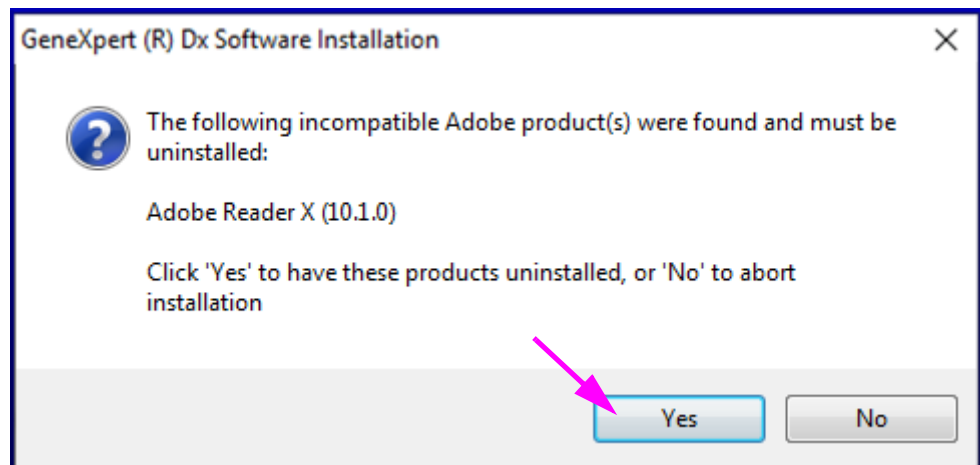 GeneXpert (R) Dx Software Installation
The following incompatible Adobe product(s) were found and must be
uninstalled:
Adobe Reader X (10.1.0)
Click 'Yes' to have these products uninstalled, or 'No' to abort
installation
Yes No